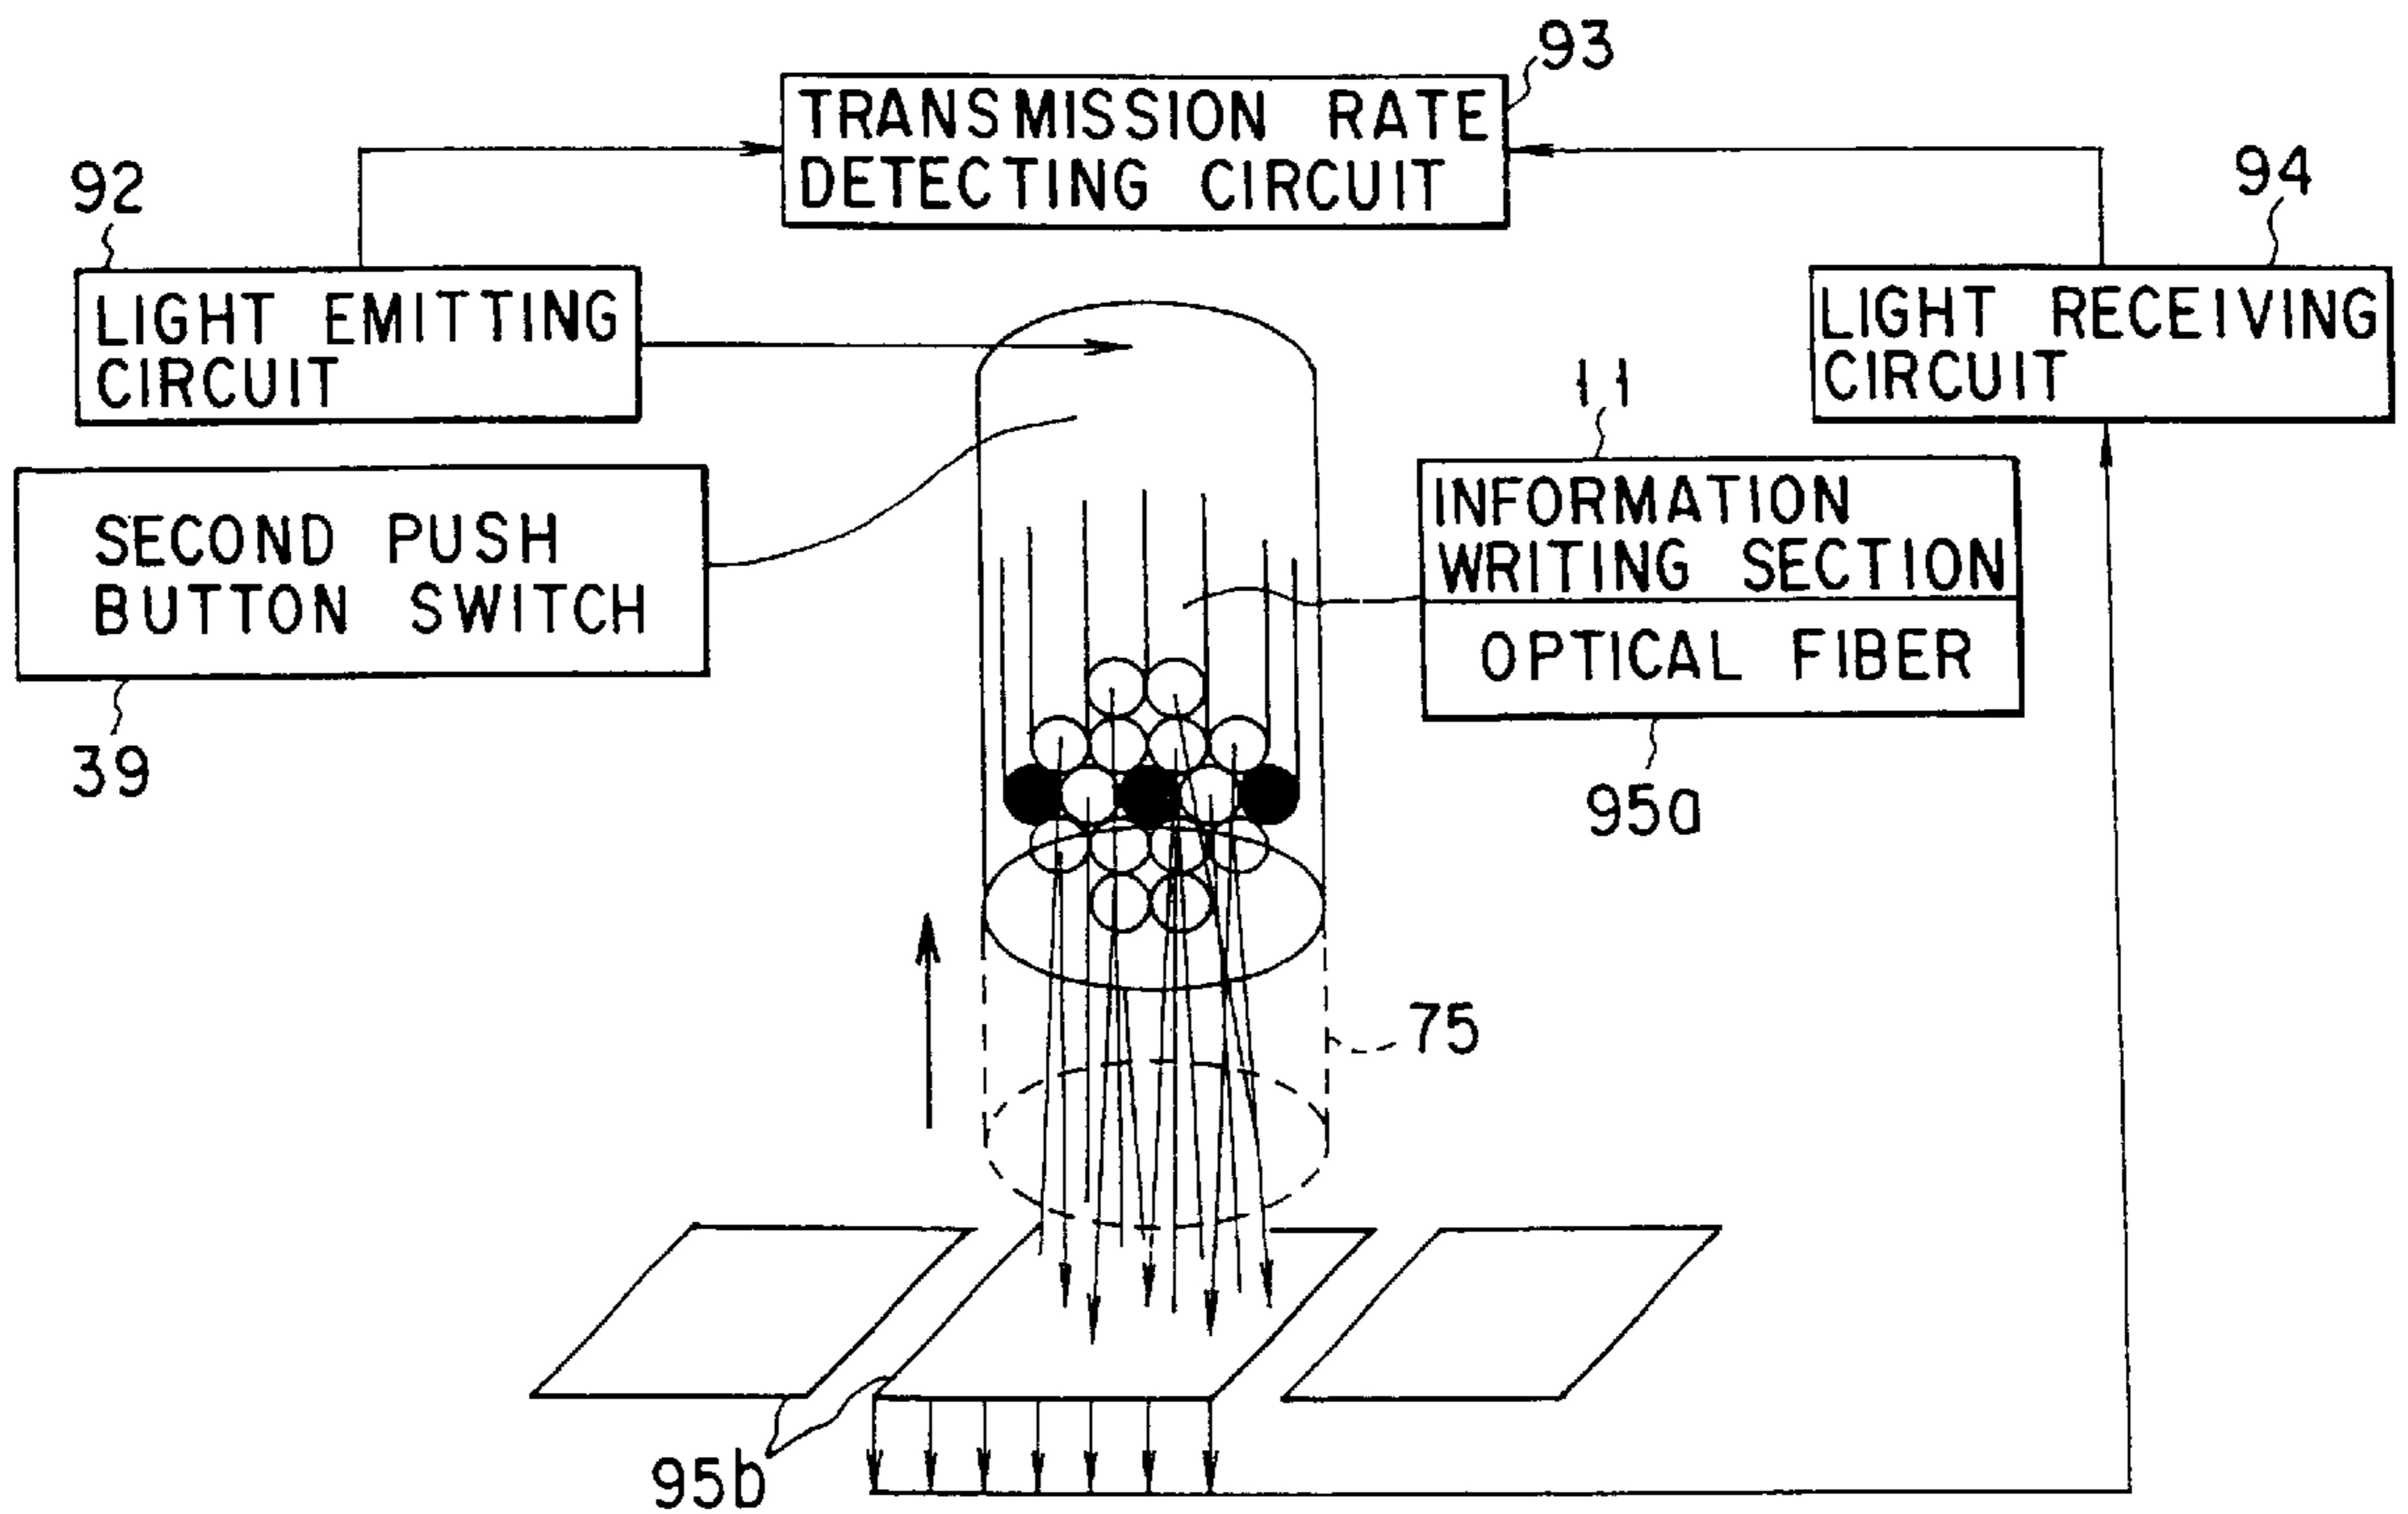 93
TRANSMISSION RATE
DETECTING CIRCUIT
92
94
LIGHT EMITTING
CIRCUIT
LIGHT RECEIVING
CIRCUIT
11
SECOND PUSH
BUTTON SWITCH
INFORMATION
WRITING SECTION
OPTICAL FIBER
39
95a
75
95b